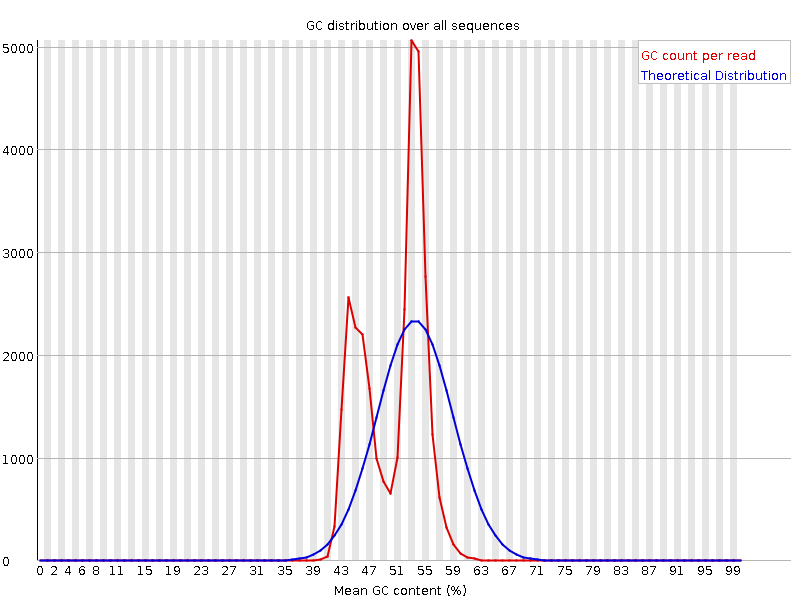 GC distribution over all sequences
GC count per read
Theoretical Distribution
5000
4000
3000
2000
1000
0
0 2 4 6 8 11 15 19 23 27 31 35 39 43 47 51 55 59 63 67 71 75 79 83 87 91 95 99
Mean GC content (%)